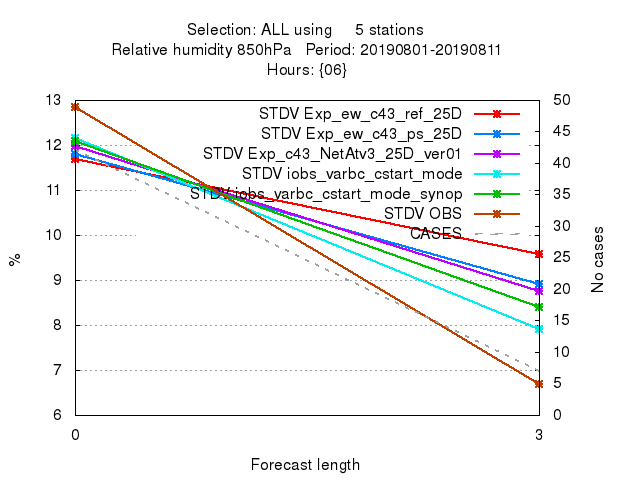 Selection: ALL using 5 stations
Relative humidity 850hPa Period: 20190801-20190811
Hours: {06}
13 50
STDV Exp_ew_c43_ref_25D
STDV Exp_ew_c43_ps_25D
STDV Exp_c43_NetAtv3_25D_ver01
STDV iobs_varbc_cstart_mode
STDV iobs_varbc_cstart_mode_synop
STDV OBS
CASES
12
11
10
9
8
7
6
45
40
35
30
25
20
15
10
5
0
%
No cases
0 3
Forecast length